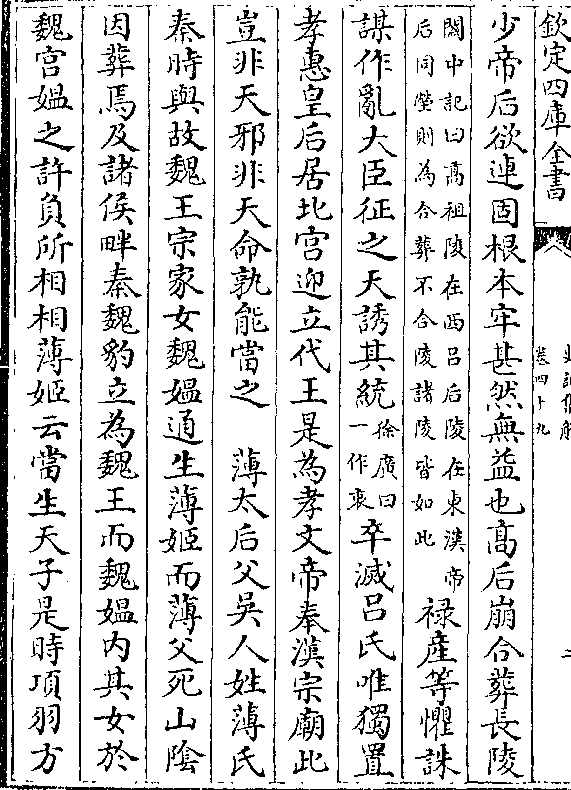 欽定四庫全書
史記集解
卷四十九
二
少帝后欲連固根本牢甚然無益也高后崩合葬長陵
關中記曰高祖陵在西吕后陵在東漢帝
后同塋則為合葬不合陵諸陵皆如此
禄産等懼誅
謀作亂大臣征之天誘其統
徐廣曰
一作衷
卒滅吕氏唯獨置
孝惠皇后居北宫迎立代王是為孝文帝奉漢宗廟此
豈非天邪非天命孰能當之　薄太后父吳人姓薄氏
秦時與故魏王宗家女魏媪通生薄姬而薄父死山陰
因葬焉及諸侯畔秦魏豹立為魏王而魏媪内其女於
魏宫媪之許負所相相薄姬云當生天子是時項羽方